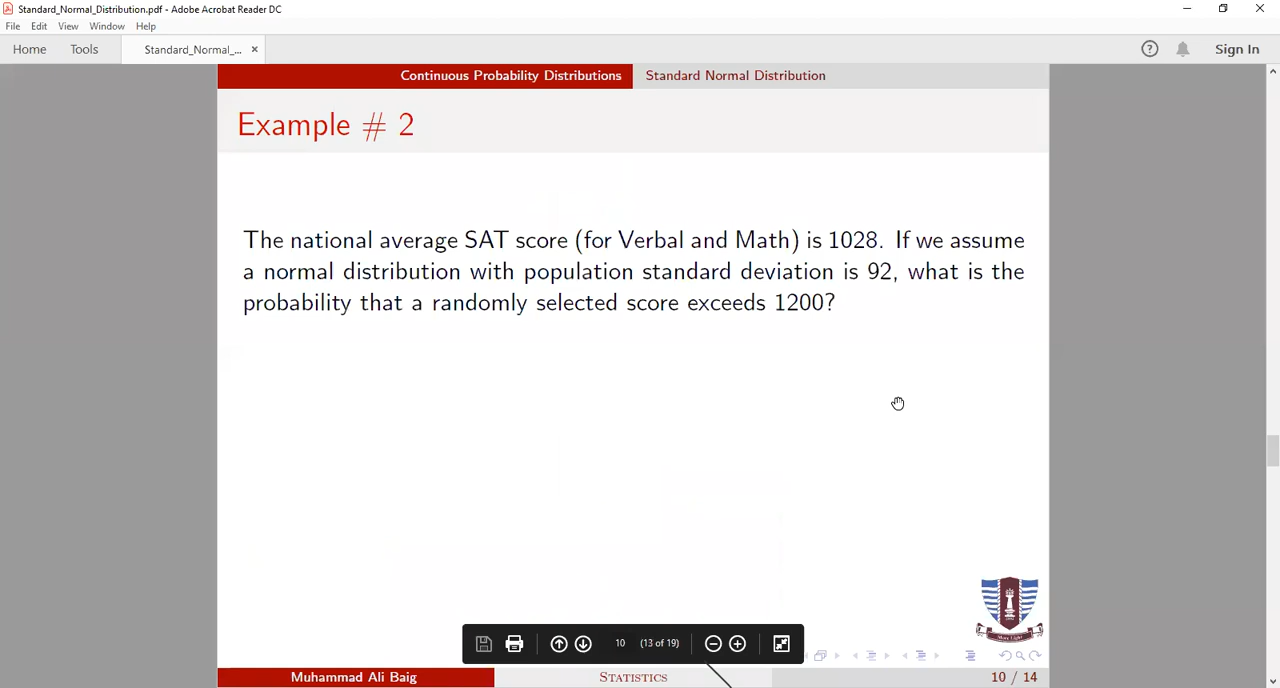 Standard_Normal_Distribution.pdf - Adobe Acrobat Reader DC
File Edit View Window Help
Home Tools Standard_Normal_... × Sign In
Continuous Probability Distributions Standard Normal Distribution
Example # 2
The national average SAT score (for Verbal and Math) is 1028. If we assume
a normal distribution with population standard deviation is 92, what is the
probability that a randomly selected score exceeds 1200?
10 (13 of 19)
Muhammad Ali Baig Statistics 10 / 14